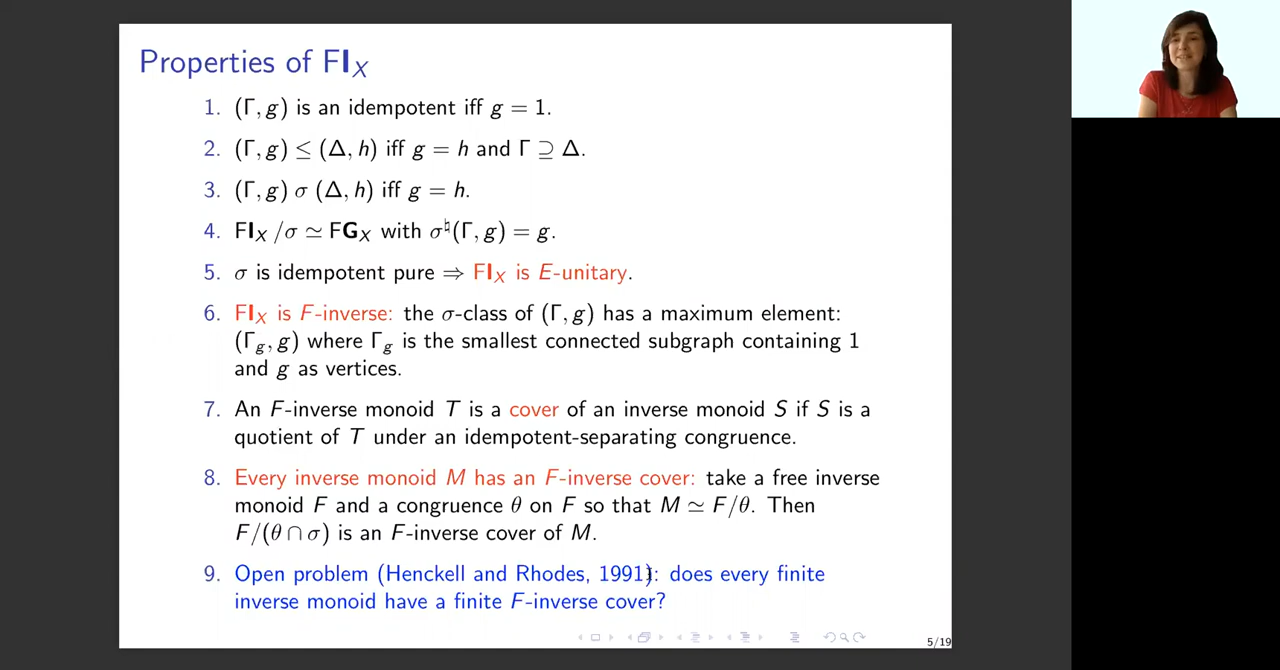 Properties of FI_X
1. (Γ, g) is an idempotent iff g = 1.
2. (Γ, g) ≤ (Δ, h) iff g = h and Γ ⊇ Δ.
3. (Γ, g) σ (Δ, h) iff g = h.
4. FI_X /σ ≃ FG_X with σ^♮(Γ, g) = g.
5. σ is idempotent pure ⇒ FI_X is E-unitary.
6. FI_X is F-inverse: the σ-class of (Γ, g) has a maximum element:
(Γ_g, g) where Γ_g is the smallest connected subgraph containing 1
and g as vertices.
7. An F-inverse monoid T is a cover of an inverse monoid S if S is a
quotient of T under an idempotent-separating congruence.
8. Every inverse monoid M has an F-inverse cover: take a free inverse
monoid F and a congruence θ on F so that M ≃ F/θ. Then
F/(θ ∩ σ) is an F-inverse cover of M.
9. Open problem (Henckell and Rhodes, 1991): does every finite
inverse monoid have a finite F-inverse cover?
5/19